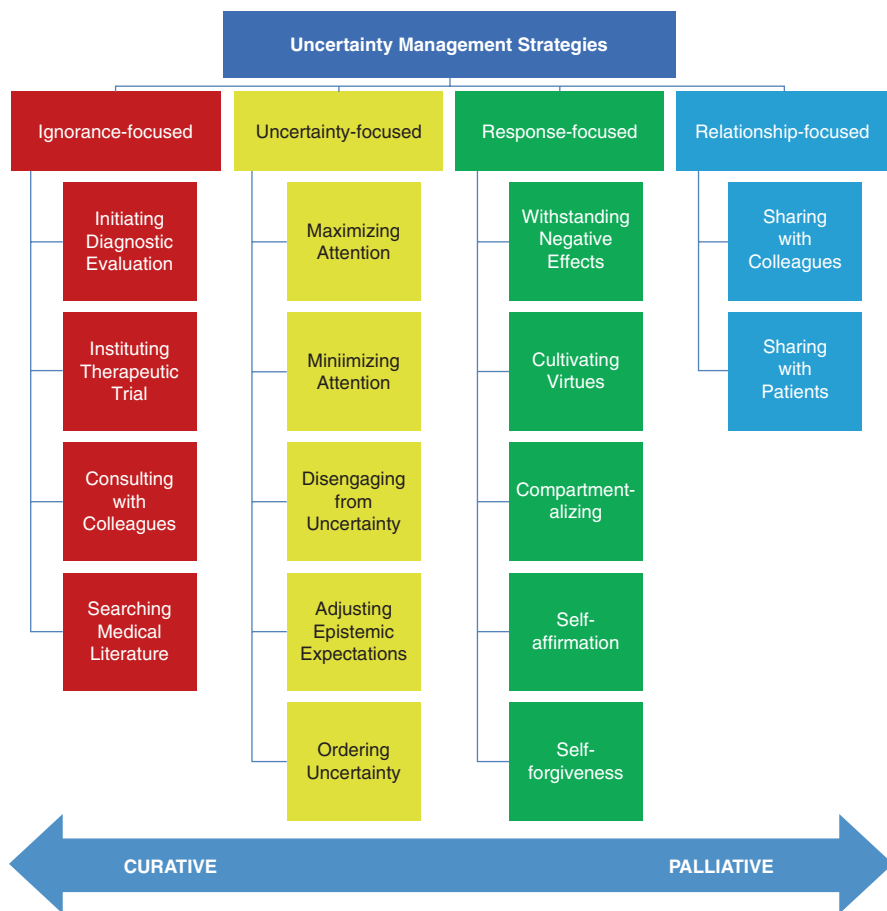 Uncertainty Management Strategies
Ignorance-focused
Uncertainty-focused
Response-focused
Relationship-focused
Initiating
Diagnostic
Evaluation
Instituting
Therapeutic
Trial
Consulting
with
Colleagues
Searching
Medical
Literature
Maximizing
Attention
Miniimizing
Attention
Disengaging
from
Uncertainty
Adjusting
Epistemic
Expectations
Ordering
Uncertainty
Withstanding
Negative
Effects
Cultivating
Virtues
Compartment-
alizing
Self-
affirmation
Self-
forgiveness
Sharing
with
Colleagues
Sharing
with
Patients
CURATIVE
PALLIATIVE